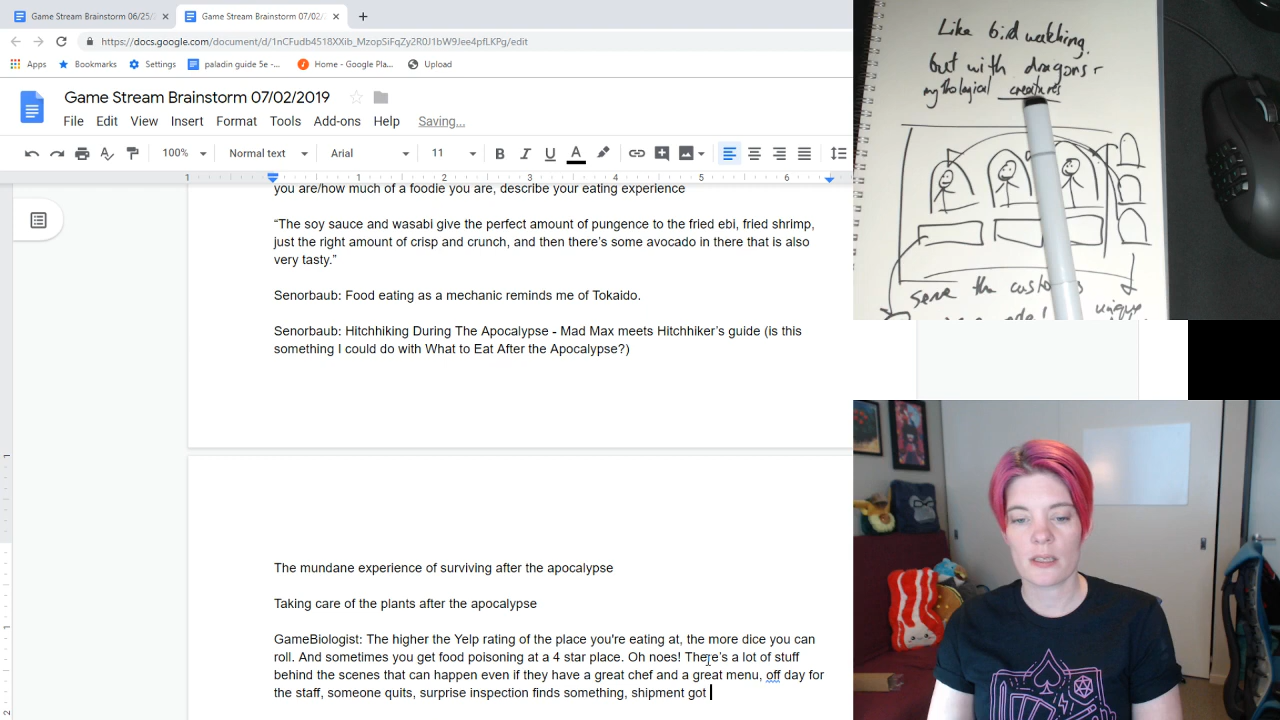 Game Stream Brainstorm 06/25/
Game Stream Brainstorm 07/02/
https://docs.google.com/document/d/1nCFudb4518XXib_MzopSiFqZy2R0J1bW9Jee4pfLKPg/edit
Apps Bookmarks Settings paladin guide 5e -... Home - Google Pla... Upload
Game Stream Brainstorm 07/02/2019
File Edit View Insert Format Tools Add-ons Help Saving...
100% Normal text Arial 11
1 1 2 3 4 5 6
you are/how much of a foodie you are, describe your eating experience
“The soy sauce and wasabi give the perfect amount of pungence to the fried ebi, fried shrimp,
just the right amount of crisp and crunch, and then there’s some avocado in there that is also
very tasty.”
Senorbaub: Food eating as a mechanic reminds me of Tokaido.
Senorbaub: Hitchhiking During The Apocalypse - Mad Max meets Hitchhiker’s guide (is this
something I could do with What to Eat After the Apocalypse?)
The mundane experience of surviving after the apocalypse
Taking care of the plants after the apocalypse
GameBiologist: The higher the Yelp rating of the place you're eating at, the more dice you can
roll. And sometimes you get food poisoning at a 4 star place. Oh noes! There’s a lot of stuff
behind the scenes that can happen even if they have a great chef and a great menu, off day for
the staff, someone quits, surprise inspection finds something, shipment got
Like bird watching,
but with dragons
mythological creatures
Serve the customers
unique